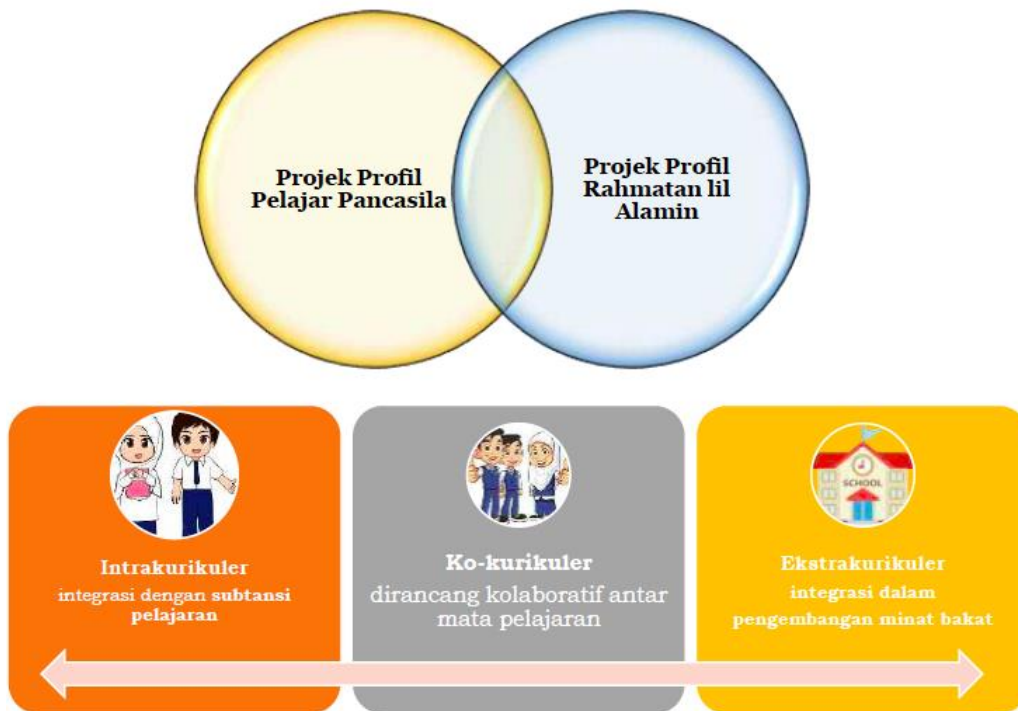 Projek Profil
Pelajar Pancasila
Projek Profil
Rahmatan lil
Alamin
Intrakurikuler
integrasi dengan subtansi
pelajaran
Ko-kurikuler
dirancang kolaboratif antar
mata pelajaran
SCHOOL
Ekstrakurikuler
integrasi dalam
pengembangan minat bakat